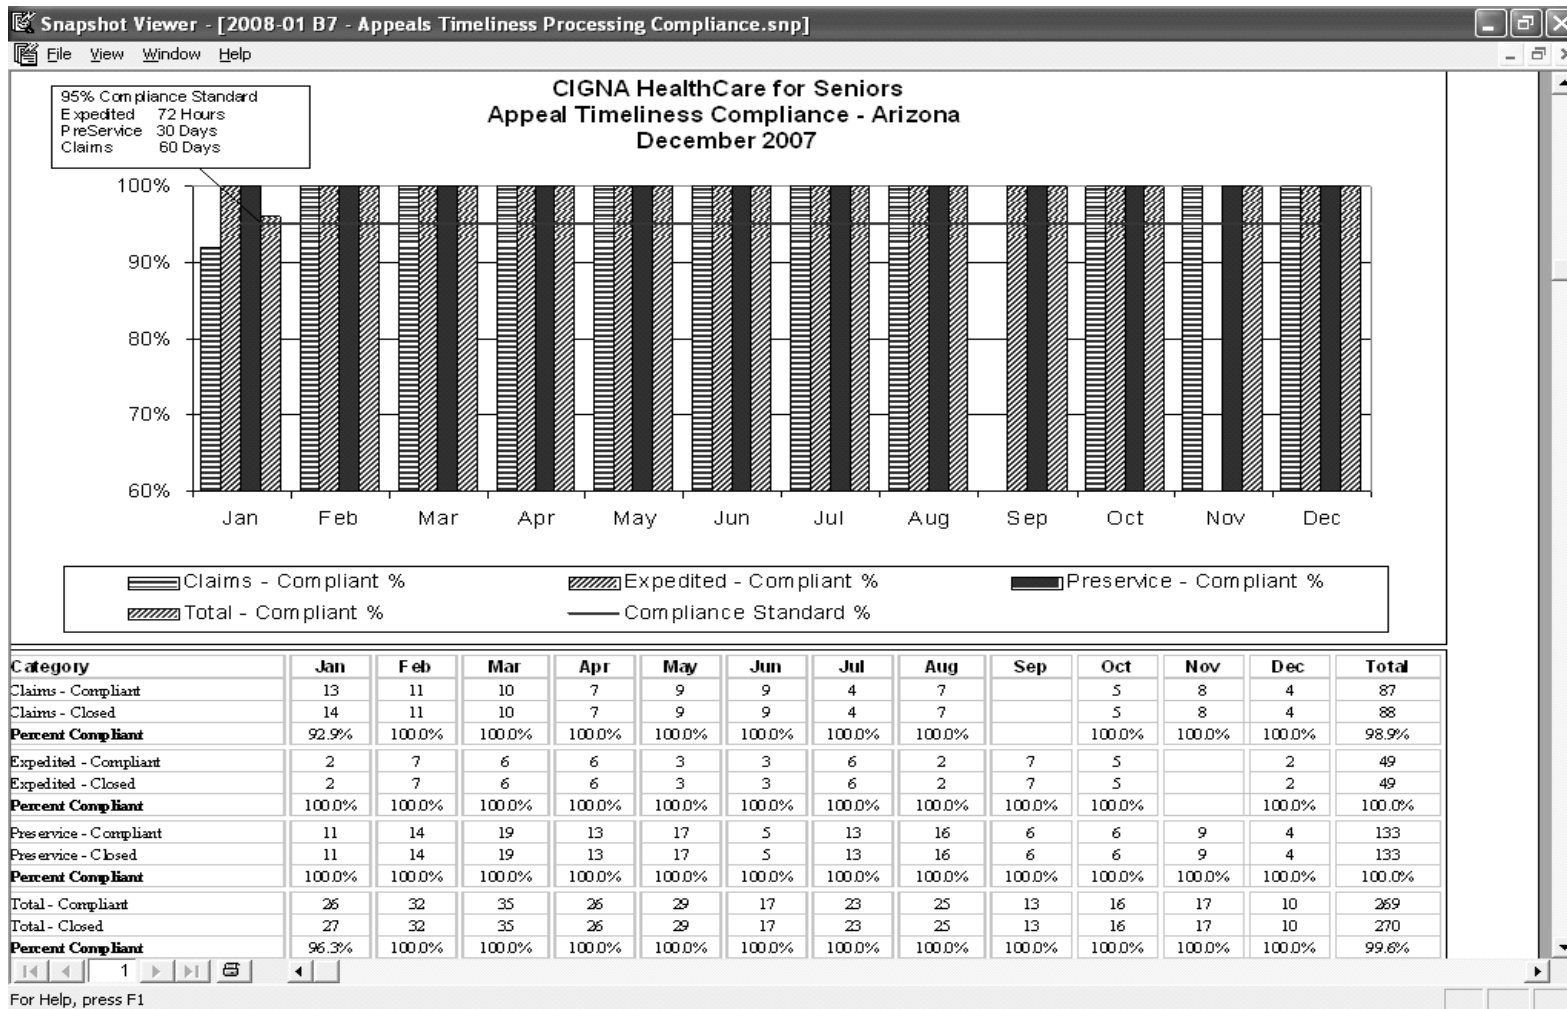 Snapshot Viewer - [2008-01 B7 - Appeals Timeliness Processing Compliance.snp]
File View Window Help
95% Compliance Standard
Expedited 72 Hours
PreService 30 Days
Claims 60 Days
CIGNA HealthCare for Seniors
Appeal Timeliness Compliance - Arizona
December 2007
100%
90%
80%
70%
60%
Jan Feb Mar Apr May Jun Jul Aug Sep Oct Nov Dec
Claims - Compliant % Expedited - Compliant % Preservice - Compliant %
Total - Compliant % Compliance Standard %
Category Jan Feb Mar Apr May Jun Jul Aug Sep Oct Nov Dec Total
Claims - Compliant 13 11 10 7 9 9 4 7 5 8 4 87
Claims - Closed 14 11 10 7 9 9 4 7 5 8 4 88
Percent Compliant 92.9% 100.0% 100.0% 100.0% 100.0% 100.0% 100.0% 100.0% 100.0% 100.0% 100.0% 98.9%
Expedited - Compliant 2 7 6 6 3 3 6 2 7 5 2 49
Expedited - Closed 2 7 6 6 3 3 6 2 7 5 2 49
Percent Compliant 100.0% 100.0% 100.0% 100.0% 100.0% 100.0% 100.0% 100.0% 100.0% 100.0% 100.0% 100.0%
Preservice - Compliant 11 14 19 13 17 5 13 16 6 6 9 4 133
Preservice - Closed 11 14 19 13 17 5 13 16 6 6 9 4 133
Percent Compliant 100.0% 100.0% 100.0% 100.0% 100.0% 100.0% 100.0% 100.0% 100.0% 100.0% 100.0% 100.0% 100.0%
Total - Compliant 26 32 35 26 29 17 23 25 13 16 17 10 269
Total - Closed 27 32 35 26 29 17 23 25 13 16 17 10 270
Percent Compliant 96.3% 100.0% 100.0% 100.0% 100.0% 100.0% 100.0% 100.0% 100.0% 100.0% 100.0% 100.0% 99.6%
1
For Help, press F1